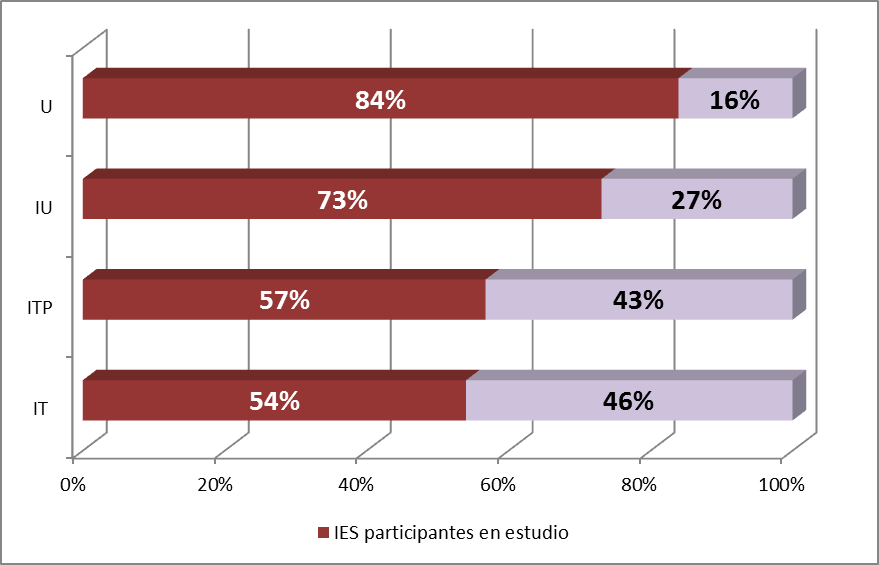 U 84% 16%
IU 73% 27%
ITP 57% 43%
IT 54% 46%
0% 20% 40% 60% 80% 100%
IES participantes en estudio